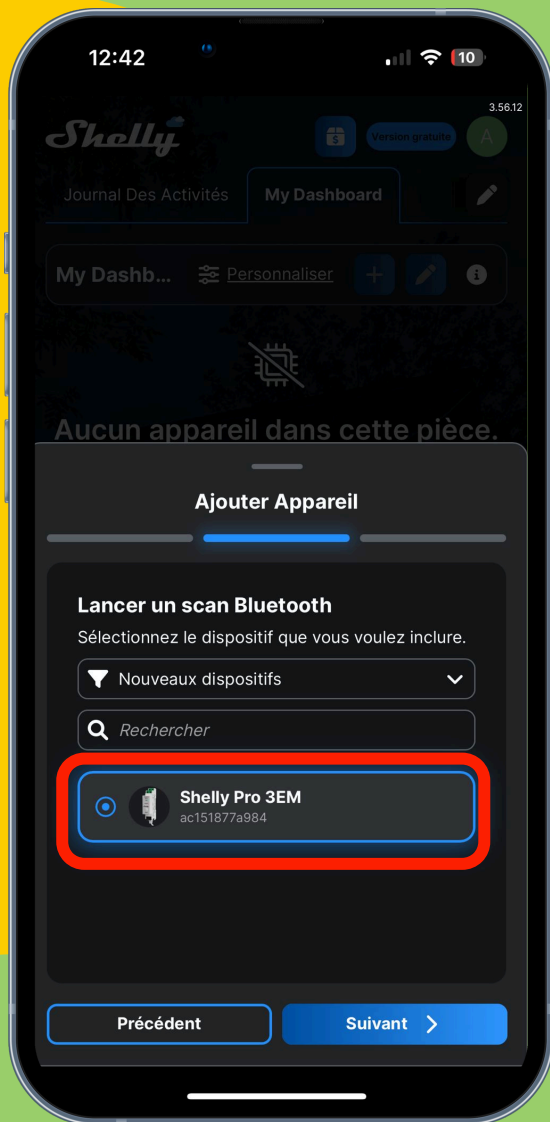 12:42
10
3.56.12
Shelly
Version gratuite
A
Journal Des Activités
My Dashboard
My Dashb...
Personnaliser
Aucun appareil dans cette pièce.
Ajouter Appareil
Lancer un scan Bluetooth
Sélectionnez le dispositif que vous voulez inclure.
Nouveaux dispositifs
Rechercher
Shelly Pro 3EM
ac151877a984
Précédent
Suivant